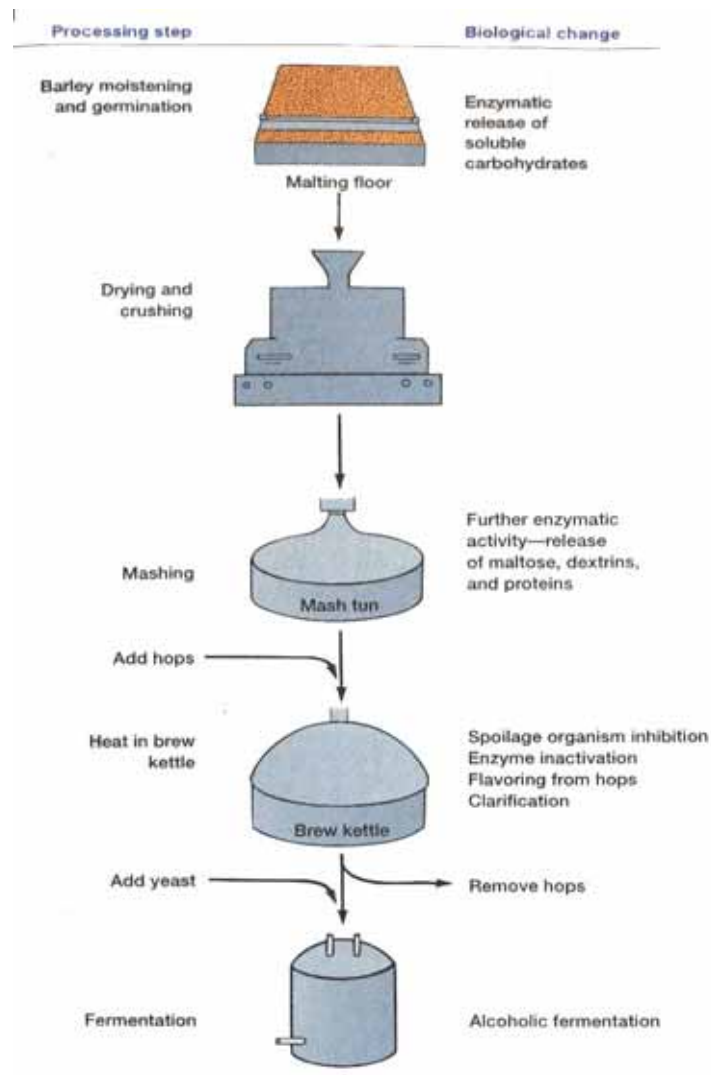 Processing step
Biological change
Barley moistening
and germination
Enzymatic
release of
soluble
carbohydrates
Malting floor
Drying and
crushing
Further enzymatic
activity—release
of maltose, dextrins,
and proteins
Mashing
Mash tun
Add hops
Heat in brew
kettle
Spoilage organism inhibition
Enzyme inactivation
Flavoring from hops
Clarification
Brew kettle
Add yeast
Remove hops
Fermentation
Alcoholic fermentation